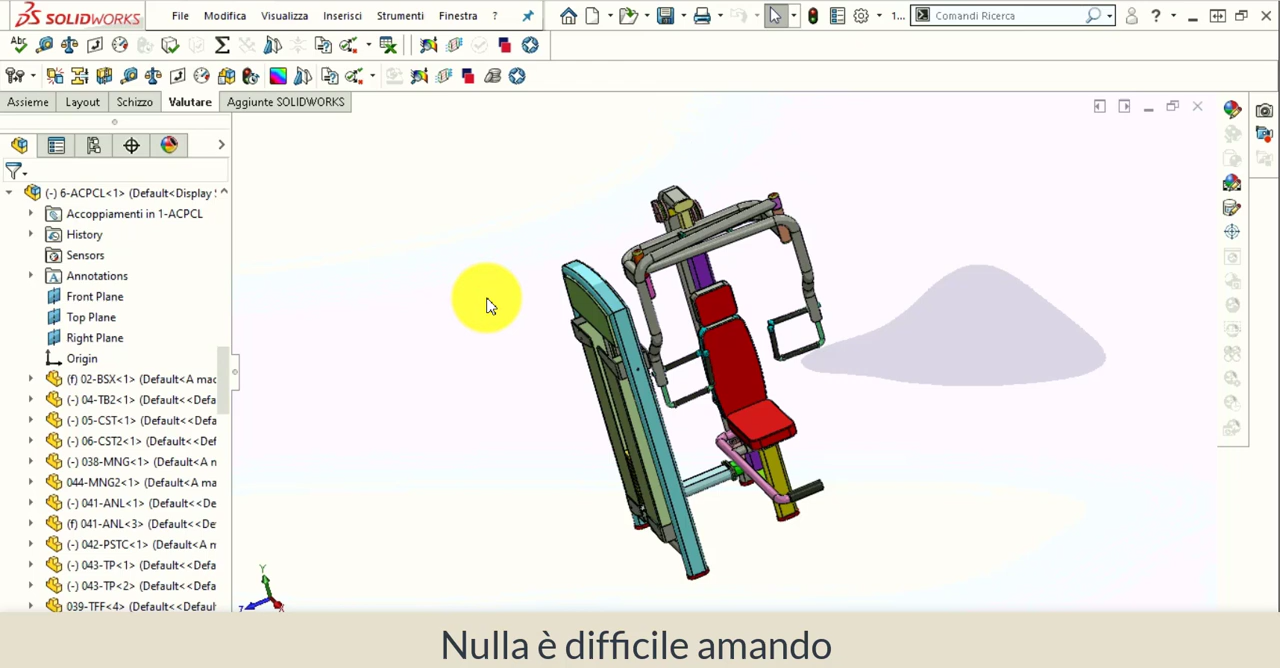 SOLIDWORKS File Modifica Visualizza Inserisci Strumenti Finestra ? 1... Comandi Ricerca ?
Assieme Layout Schizzo Valutare Aggiunte SOLIDWORKS
(-) 6-ACPCL<1> (Default<Display
Accoppiamenti in 1-ACPCL
History
Sensors
Annotations
Front Plane
Top Plane
Right Plane
Origin
(f) 02-BSX<1> (Default<A mac
(-) 04-TB2<1> (Default<<Defa
(-) 05-CST<1> (Default<<Defa
(-) 06-CST2<1> (Default<<Def
(-) 038-MNG<1> (Default<A n
044-MNG2<1> (Default<A ma
(-) 041-ANL<1> (Default<<De
(f) 041-ANL<3> (Default<<De
(-) 042-PSTC<1> (Default<A n
(-) 043-TP<1> (Default<<Defa
(-) 043-TP<2> (Default<<Defa
039-TFF<4> (Default<<Defaul
Y
Z X
Nulla è difficile amando